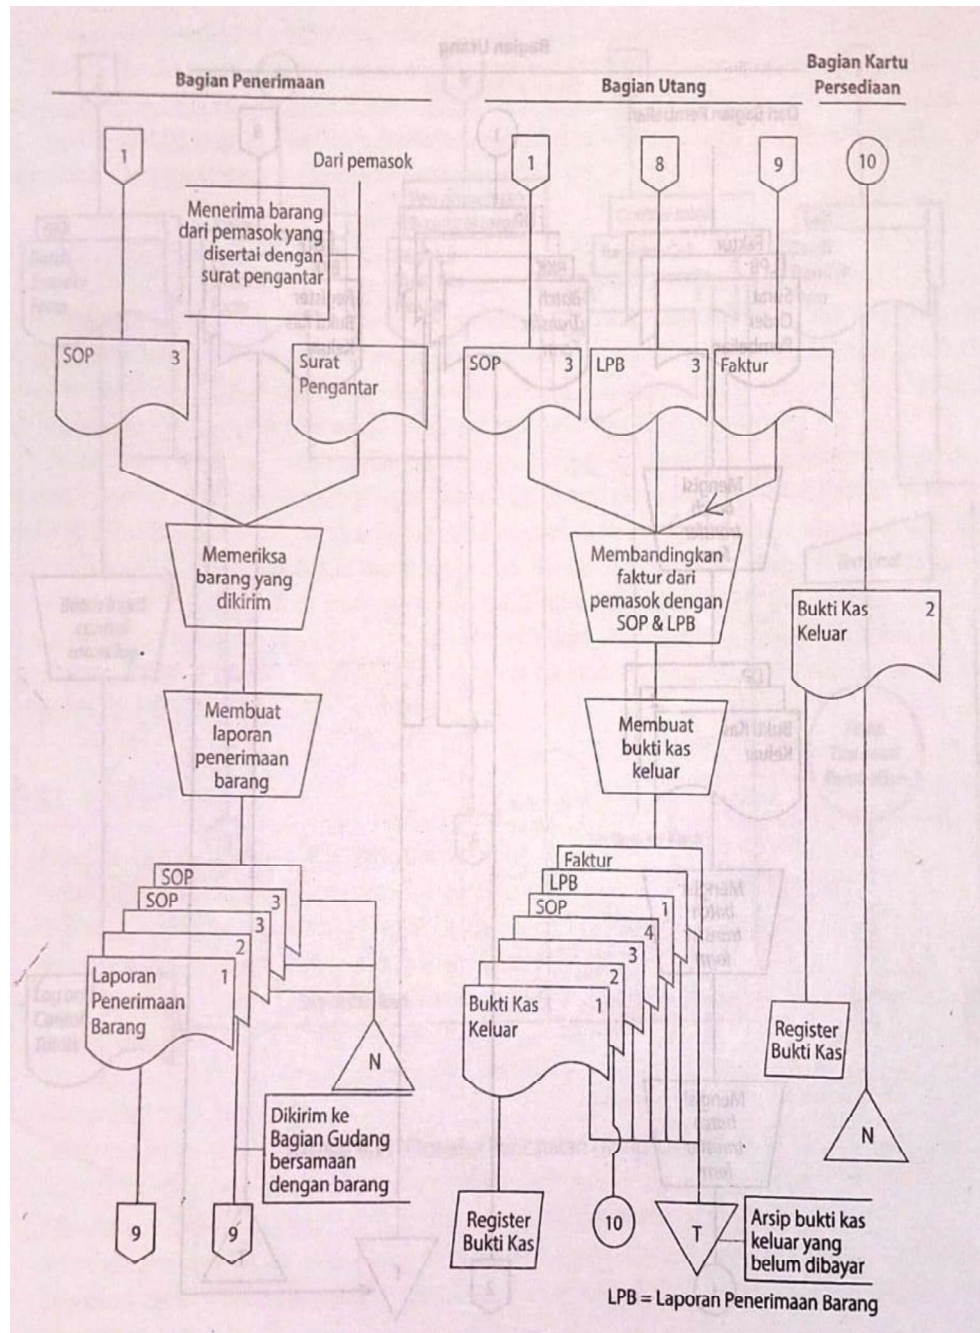 Bagian Penerimaan
Bagian Utang
Bagian Kartu
Persediaan
1
Dari pemasok
Menerima barang
dari pemasok yang
disertai dengan
surat pengantar
SOP 3
Surat
Pengantar
Memeriksa
barang yang
dikirim
Membuat
laporan
penerimaan
barang
SOP
SOP 3
3
2
Laporan 1
Penerimaan
Barang
N
Dikirim ke
Bagian Gudang
bersamaan
dengan barang
9
9
1
8
9
SOP 3
LPB 3
Faktur
Membandingkan
faktur dari
pemasok dengan
SOP & LPB
Membuat
bukti kas
keluar
Faktur
LPB
SOP 1
4
3
2
Bukti Kas 1
Keluar
Register
Bukti Kas
10
T
Arsip bukti kas
keluar yang
belum dibayar
10
Bukti Kas 2
Keluar
Register
Bukti Kas
N
LPB = Laporan Penerimaan Barang